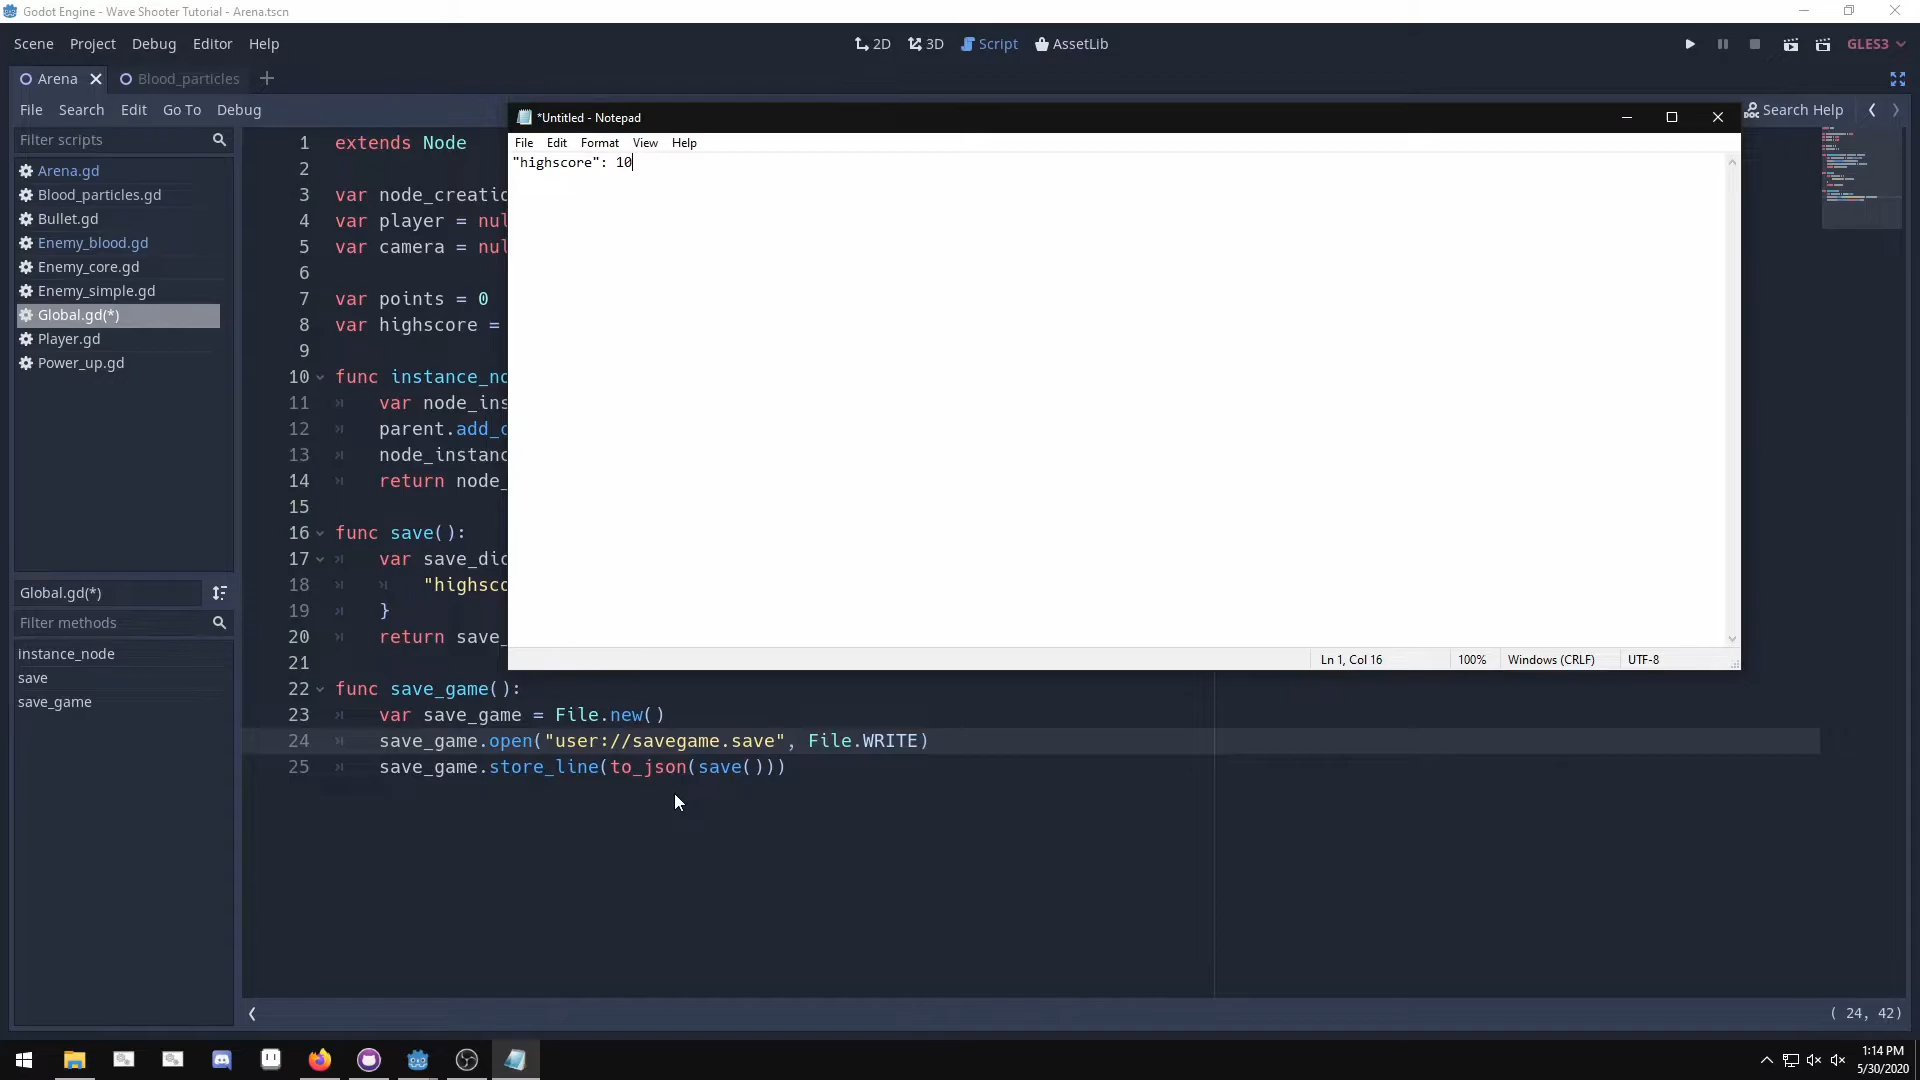 Godot Engine - Wave Shooter Tutorial - Arena.tscn
Scene Project Debug Editor Help
2D 3D Script AssetLib
GLES3
Arena
Blood_particles
File Search Edit Go To Debug
Search Help
Filter scripts
Arena.gd
Blood_particles.gd
Bullet.gd
Enemy_blood.gd
Enemy_core.gd
Enemy_simple.gd
Global.gd(*)
Player.gd
Power_up.gd
Global.gd(*)
Filter methods
instance_node
save
save_game
1 extends Node
2
3 var node_creatio
4 var player = nul
5 var camera = nul
6
7 var points = 0
8 var highscore =
9
10 func instance_no
11 var node_ins
12 parent.add_c
13 node_instanc
14 return node_
15
16 func save():
17 var save_dic
18 "highsco
19 }
20 return save_
21
22 func save_game():
23 var save_game = File.new()
24 save_game.open("user://savegame.save", File.WRITE)
25 save_game.store_line(to_json(save()))
( 24, 42)
*Untitled - Notepad
File Edit Format View Help
"highscore": 10
Ln 1, Col 16 100% Windows (CRLF) UTF-8
1:14 PM
5/30/2020